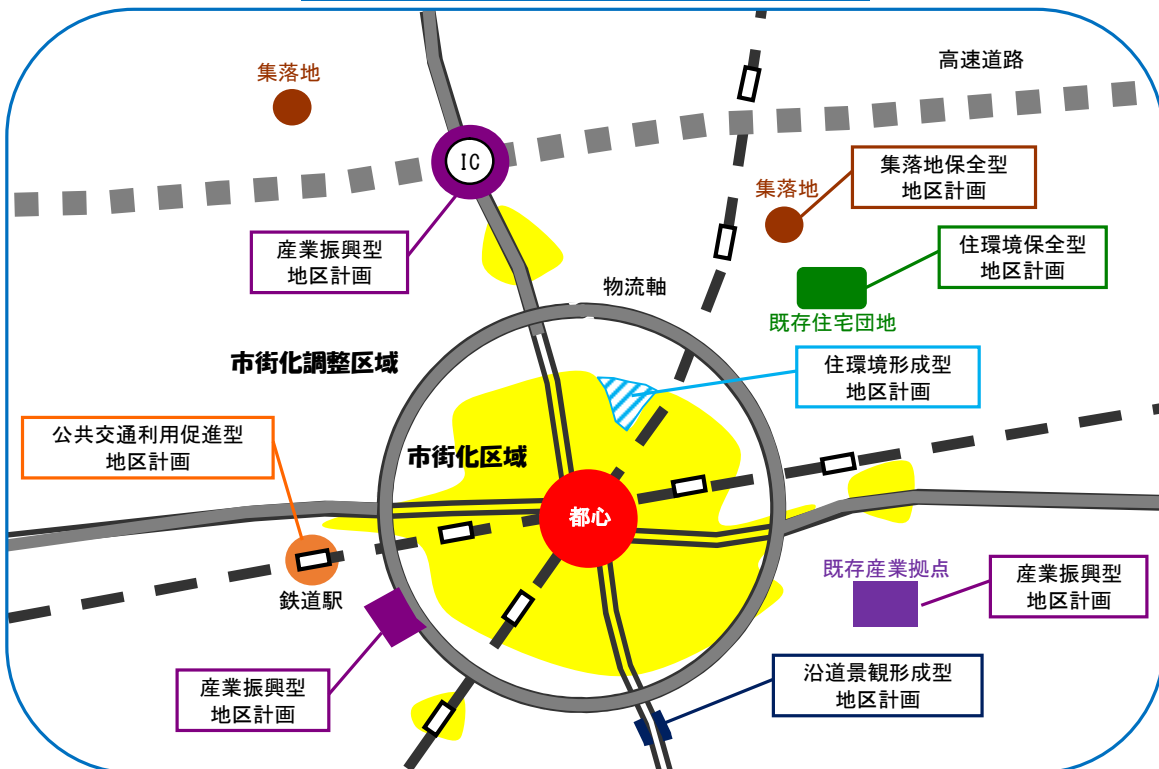 高速道路
集落地
IC
集落地保全型
地区計画
集落地
産業振興型
地区計画
住環境保全型
地区計画
物流軸
既存住宅団地
市街化調整区域
住環境形成型
地区計画
公共交通利用促進型
地区計画
市街化区域
都心
既存産業拠点
産業振興型
地区計画
鉄道駅
産業振興型
地区計画
沿道景観形成型
地区計画